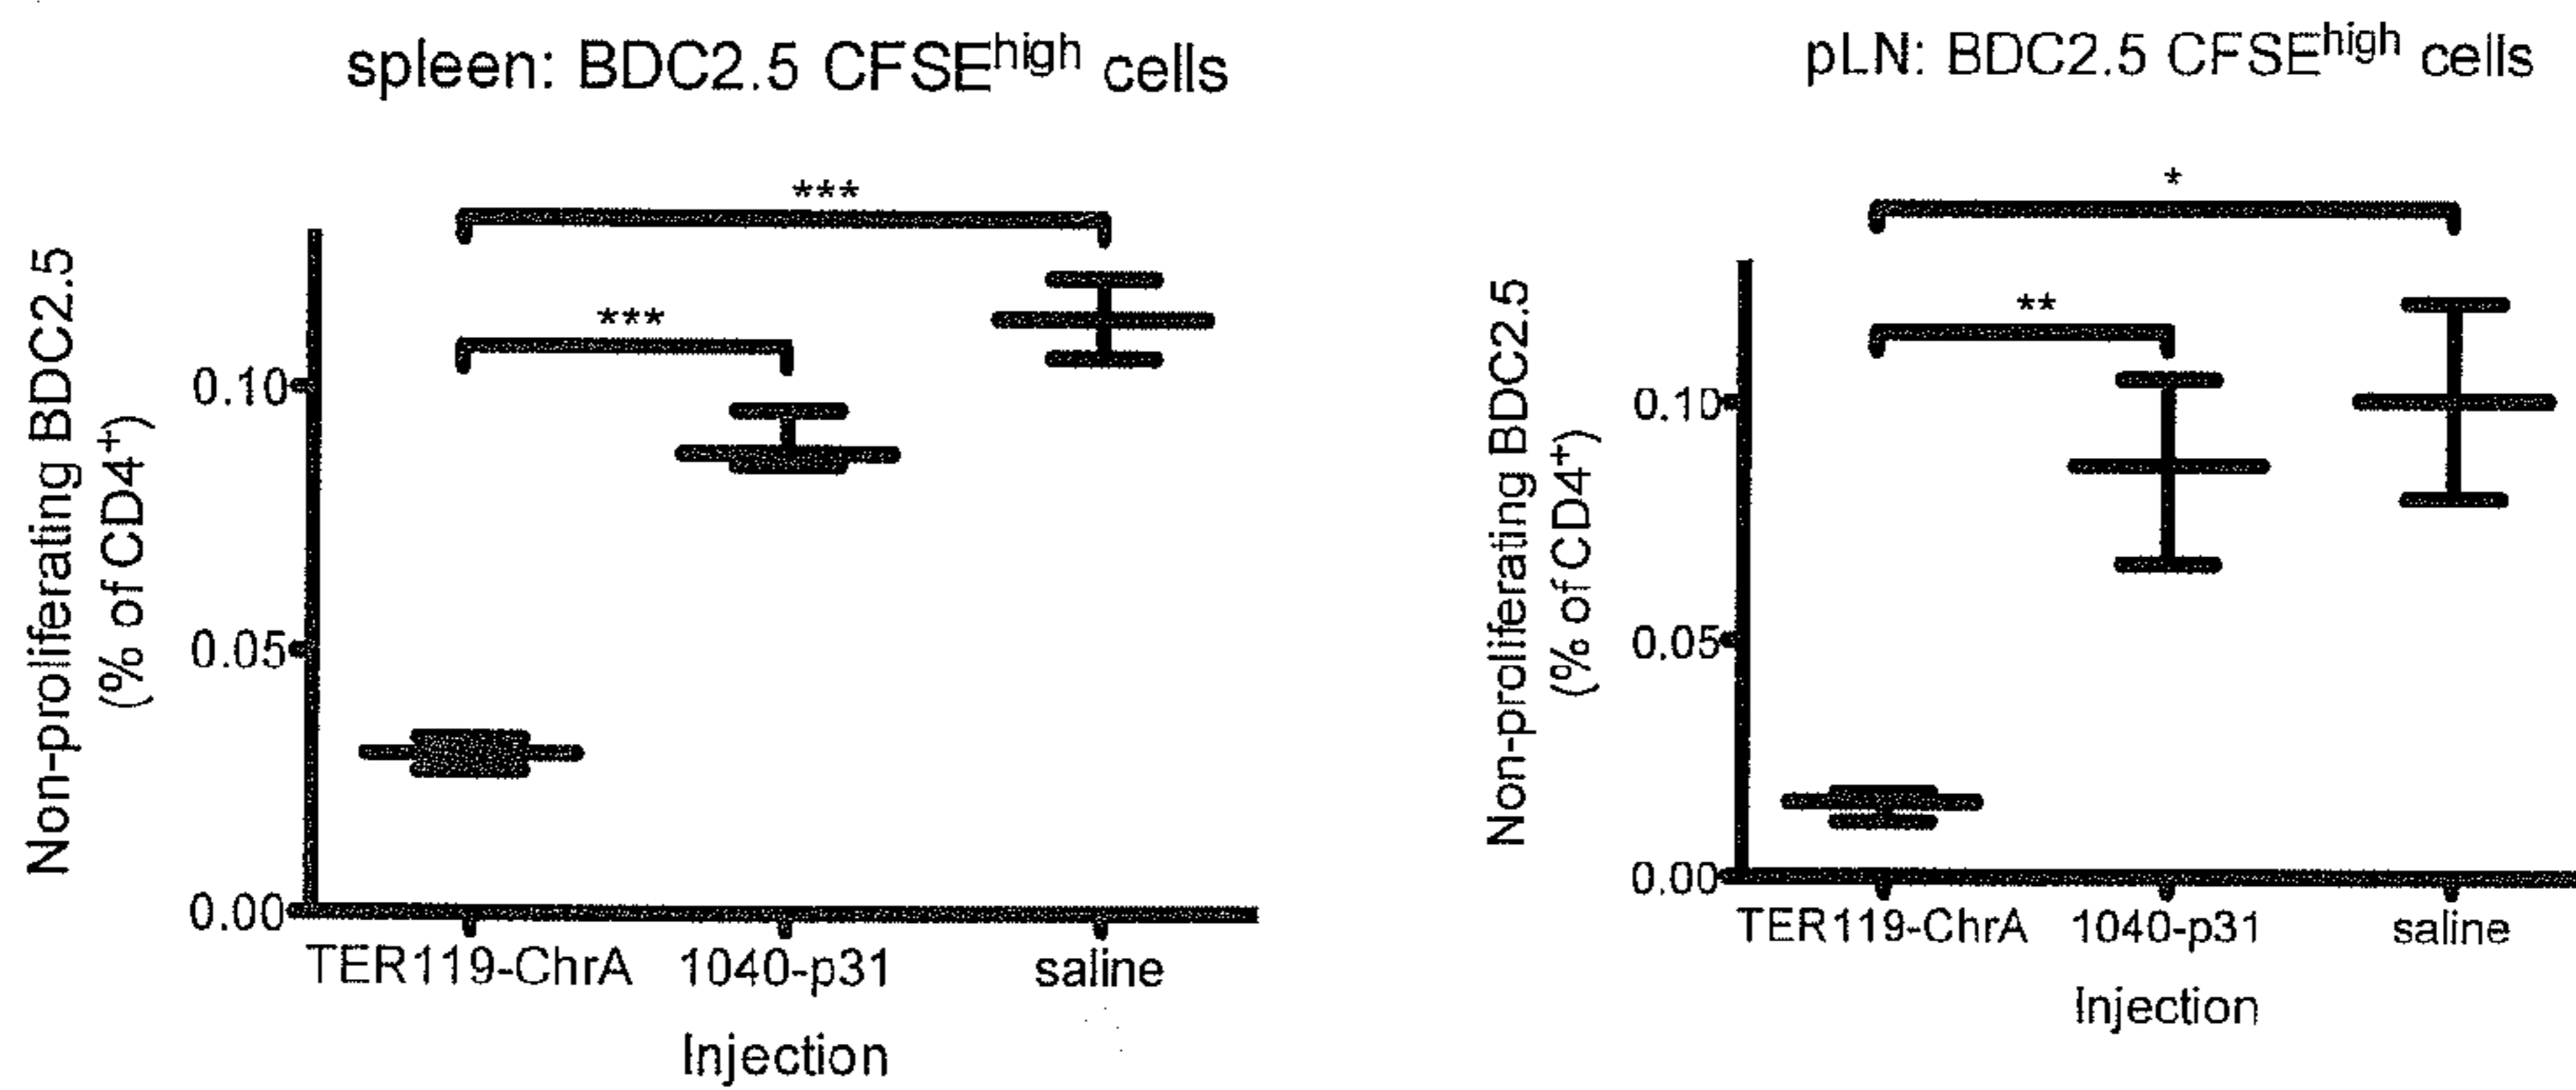 spleen: BDC2.5 CFSEhigh cells
***
***
Non-proliferating BDC2.5
(% of CD4+)
0.10
0.05
0.00
TER119-ChrA 1040-p31 saline
Injection
pLN: BDC2.5 CFSEhigh cells
*
**
Non-proliferating BDC2.5
(% of CD4+)
0.10
0.05
0.00
TER119-ChrA 1040-p31 saline
Injection